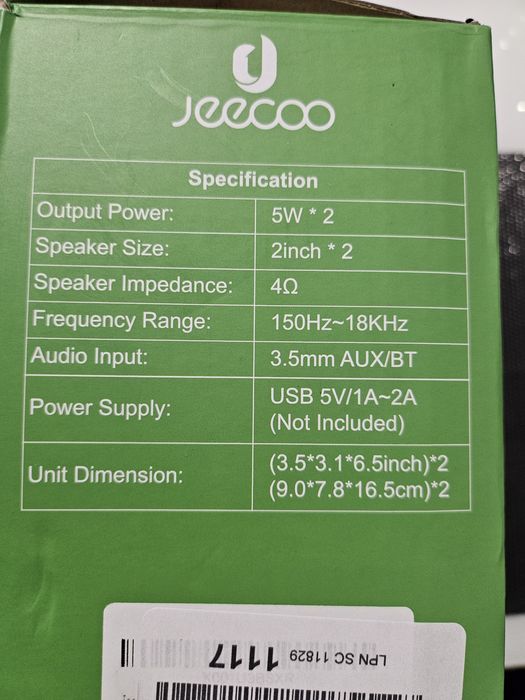 Jeecoo
Specification
Output Power: 5W * 2
Speaker Size: 2inch * 2
Speaker Impedance: 4Ω
Frequency Range: 150Hz~18KHz
Audio Input: 3.5mm AUX/BT
Power Supply: USB 5V/1A~2A
(Not Included)
Unit Dimension: (3.5*3.1*6.5inch)*2
(9.0*7.8*16.5cm)*2
LPN SC 11829 1117